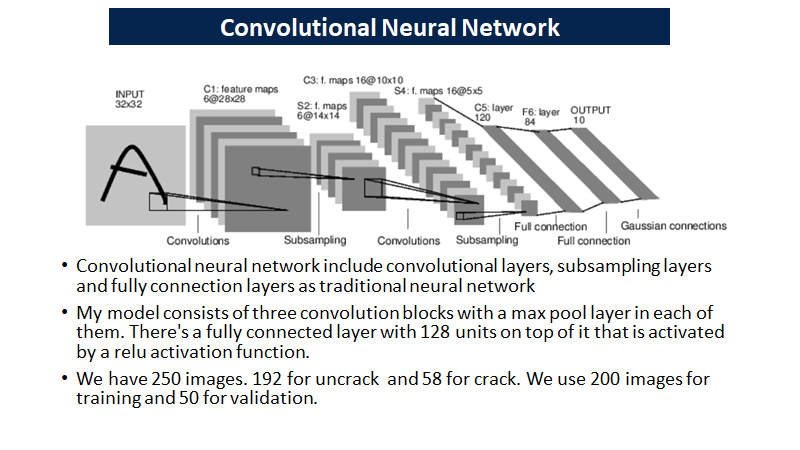 Convolutional Neural Network
INPUT
32x32
C1: feature maps
6@28x28
C3: f. maps 16@10x10
S2: f. maps
6@14x14
S4: f. maps 16@5x5
C5: layer
120
F6: layer
84
OUTPUT
10
Convolutions
Subsampling
Convolutions
Subsampling
Full connection
Full connection
Gaussian connections
• Convolutional neural network include convolutional layers, subsampling layers
and fully connection layers as traditional neural network
• My model consists of three convolution blocks with a max pool layer in each of
them. There's a fully connected layer with 128 units on top of it that is activated
by a relu activation function.
• We have 250 images. 192 for uncrack and 58 for crack. We use 200 images for
training and 50 for validation.